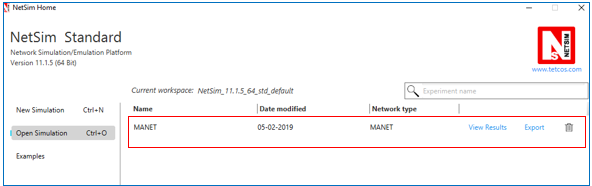 NetSim Home
NetSim Standard
Network Simulation/Emulation Platform
Version 11.1.5 (64 Bit)
NETSIM
www.tetcos.com
Current workspace: NetSim_11.1.5_64_std_default
Experiment name
New Simulation Ctrl+N
Open Simulation Ctrl+O
Examples
Name Date modified Network type
MANET 05-02-2019 MANET View Results Export